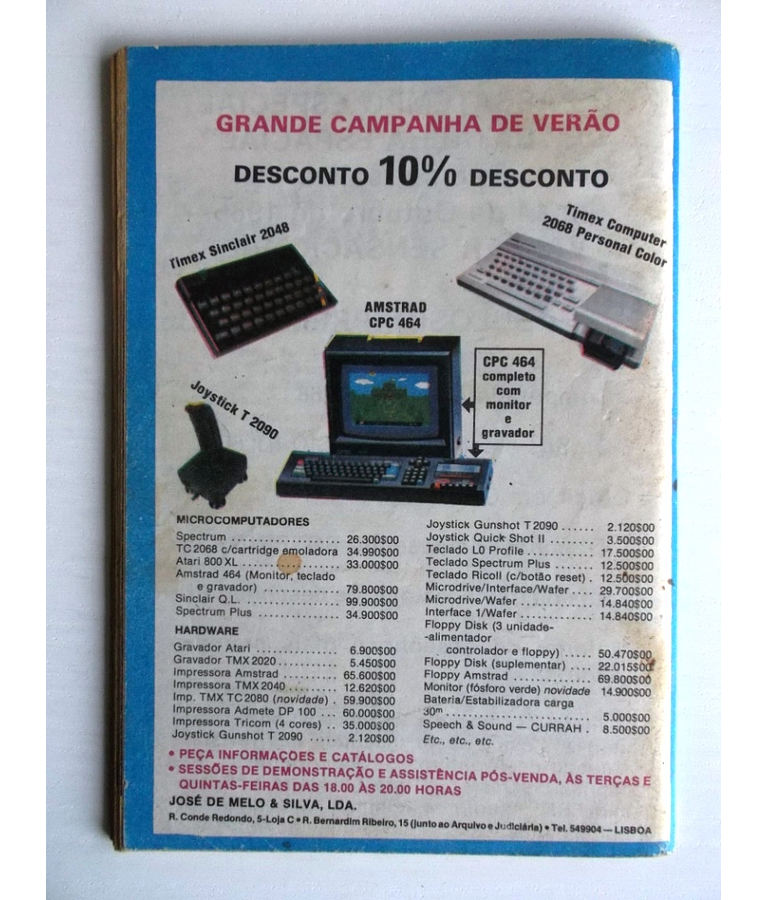 GRANDE CAMPANHA DE VERÃO
DESCONTO 10% DESCONTO
Timex Sinclair 2048
Timex Computer
2068 Personal Color
AMSTRAD
CPC 464
CPC 464
completo
com
monitor
e
gravador
Joystick T 2090
MICROCOMPUTADORES
Spectrum .................... 26.300$00
TC 2068 c/cartridge emoladora 34.990$00
Atari 800 XL .................. 33.000$00
Amstrad 464 (Monitor, teclado
e gravador) .............. 79.800$00
Sinclair Q.L. ................. 99.900$00
Spectrum Plus ............... 34.900$00
HARDWARE
Gravador Atari ............... 6.900$00
Gravador TMX 2020 ........... 5.450$00
Impressora Amstrad .......... 65.600$00
Impressora TMX 2040 ......... 12.620$00
Imp. TMX TC 2080 (novidade) . 59.900$00
Impressora Admete DP 100 ... 60.000$00
Impressora Tricom (4 cores) .. 35.000$00
Joystick Gunshot T 2090 ..... 2.120$00
Joystick Gunshot T 2090 ...... 2.120$00
Joystick Quick Shot II ........ 3.500$00
Teclado L0 Profile ............ 17.500$00
Teclado Spectrum Plus ....... 12.500$00
Teclado Ricoll (c/botão reset) . 12.500$00
Microdrive/Interface/Wafer .... 29.700$00
Microdrive/Wafer ............. 14.840$00
Interface 1/Wafer ............. 14.840$00
Floppy Disk (3 unidade-
-alimentador
controlador e floppy) ..... 50.470$00
Floppy Disk (suplementar) .... 22.015$00
Floppy Amstrad .............. 69.800$00
Monitor (fósforo verde) novidade 14.900$00
Bateria/Estabilizadora carga
30m ........................ 5.000$00
Speech & Sound — CURRAH . 8.500$00
Etc., etc., etc.
• PEÇA INFORMAÇOES E CATÁLOGOS
• SESSÕES DE DEMONSTRAÇÃO E ASSISTÊNCIA PÓS-VENDA, ÀS TERÇAS E
QUINTAS-FEIRAS DAS 18.00 ÀS 20.00 HORAS
JOSÉ DE MELO & SILVA, LDA.
R. Conde Redondo, 5-Loja C • R. Bernardim Ribeiro, 15 (junto ao Arquivo e Judiciária) • Tel. 549904 — LISBOA